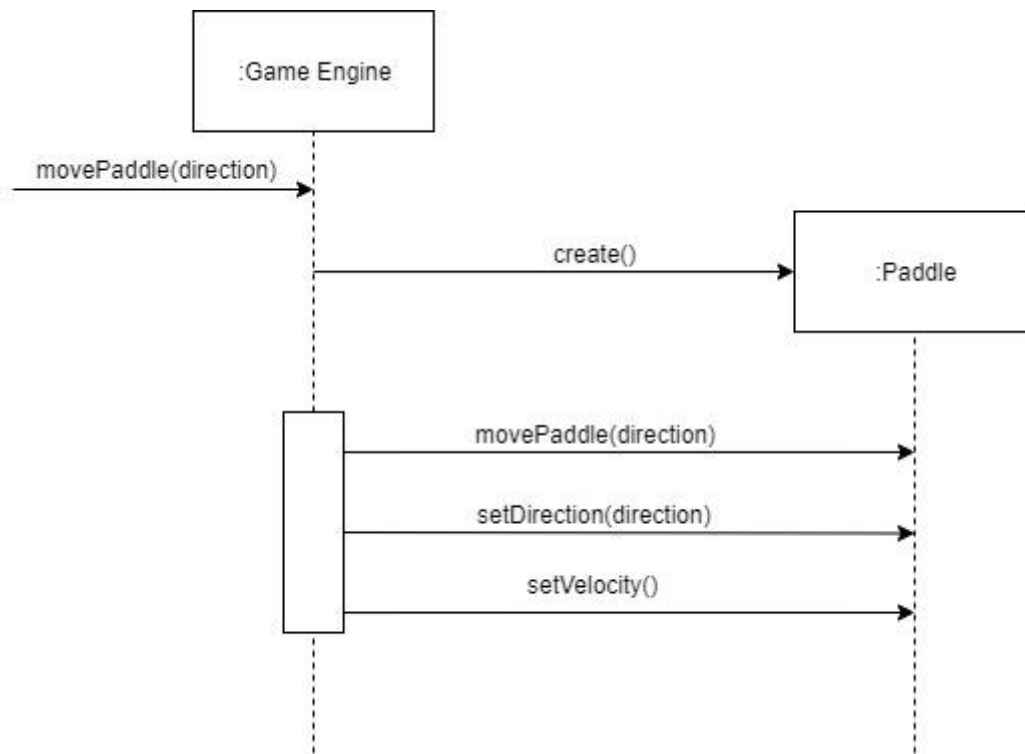 :Game Engine
movePaddle(direction)
create()
:Paddle
movePaddle(direction)
setDirection(direction)
setVelocity()